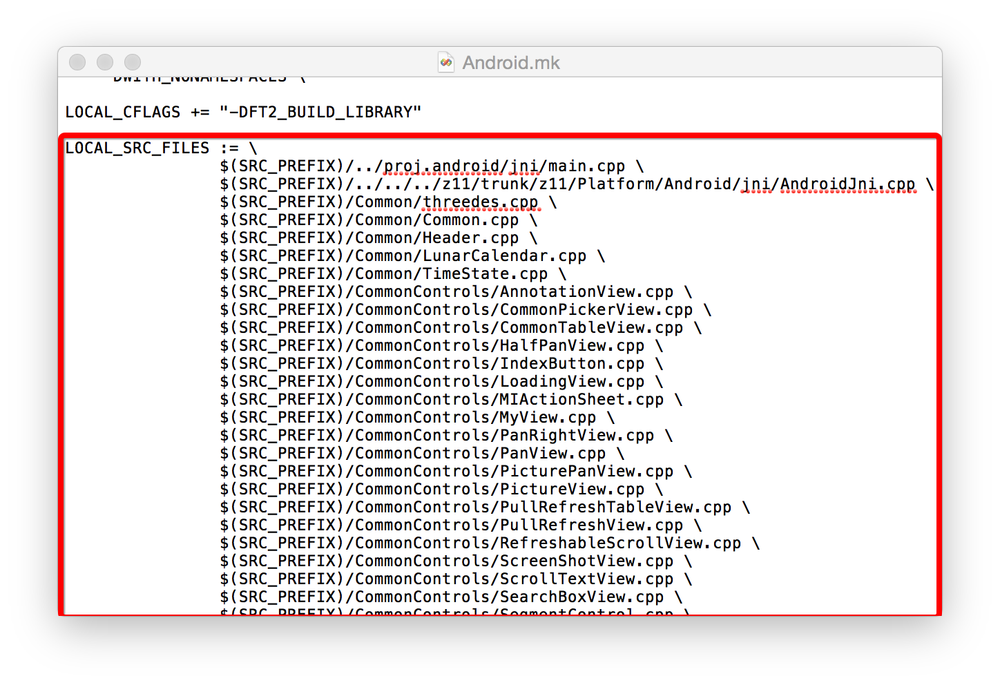 Android.mk
DWITH_NONAMESPACES \
LOCAL_CFLAGS += "-DFT2_BUILD_LIBRARY"
LOCAL_SRC_FILES := \
$(SRC_PREFIX)/../proj.android/jni/main.cpp \
$(SRC_PREFIX)/../../../z11/trunk/z11/Platform/Android/jni/AndroidJni.cpp \
$(SRC_PREFIX)/Common/threedes.cpp \
$(SRC_PREFIX)/Common/Common.cpp \
$(SRC_PREFIX)/Common/Header.cpp \
$(SRC_PREFIX)/Common/LunarCalendar.cpp \
$(SRC_PREFIX)/Common/TimeState.cpp \
$(SRC_PREFIX)/CommonControls/AnnotationView.cpp \
$(SRC_PREFIX)/CommonControls/CommonPickerView.cpp \
$(SRC_PREFIX)/CommonControls/CommonTableView.cpp \
$(SRC_PREFIX)/CommonControls/HalfPanView.cpp \
$(SRC_PREFIX)/CommonControls/IndexButton.cpp \
$(SRC_PREFIX)/CommonControls/LoadingView.cpp \
$(SRC_PREFIX)/CommonControls/MIActionSheet.cpp \
$(SRC_PREFIX)/CommonControls/MyView.cpp \
$(SRC_PREFIX)/CommonControls/PanRightView.cpp \
$(SRC_PREFIX)/CommonControls/PanView.cpp \
$(SRC_PREFIX)/CommonControls/PicturePanView.cpp \
$(SRC_PREFIX)/CommonControls/PictureView.cpp \
$(SRC_PREFIX)/CommonControls/PullRefreshTableView.cpp \
$(SRC_PREFIX)/CommonControls/PullRefreshView.cpp \
$(SRC_PREFIX)/CommonControls/RefreshableScrollView.cpp \
$(SRC_PREFIX)/CommonControls/ScreenShotView.cpp \
$(SRC_PREFIX)/CommonControls/ScrollTextView.cpp \
$(SRC_PREFIX)/CommonControls/SearchBoxView.cpp \
$(SRC_PREFIX)/CommonControls/SegmentControl.cpp \